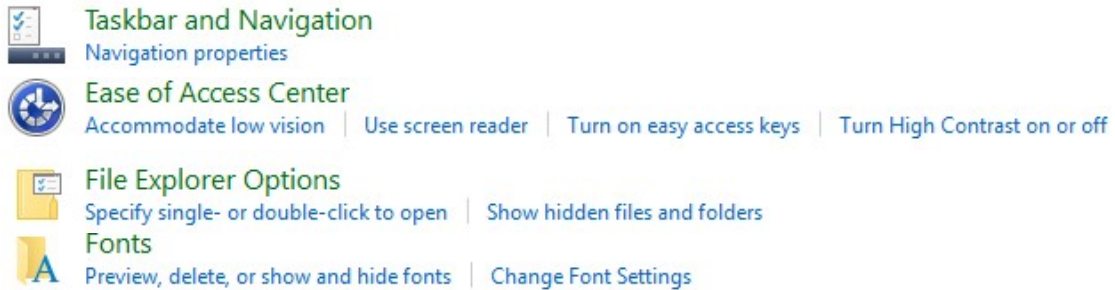 Taskbar and Navigation
Navigation properties
Ease of Access Center
Accommodate low vision | Use screen reader | Turn on easy access keys | Turn High Contrast on or off
File Explorer Options
Specify single- or double-click to open | Show hidden files and folders
Fonts
Preview, delete, or show and hide fonts | Change Font Settings